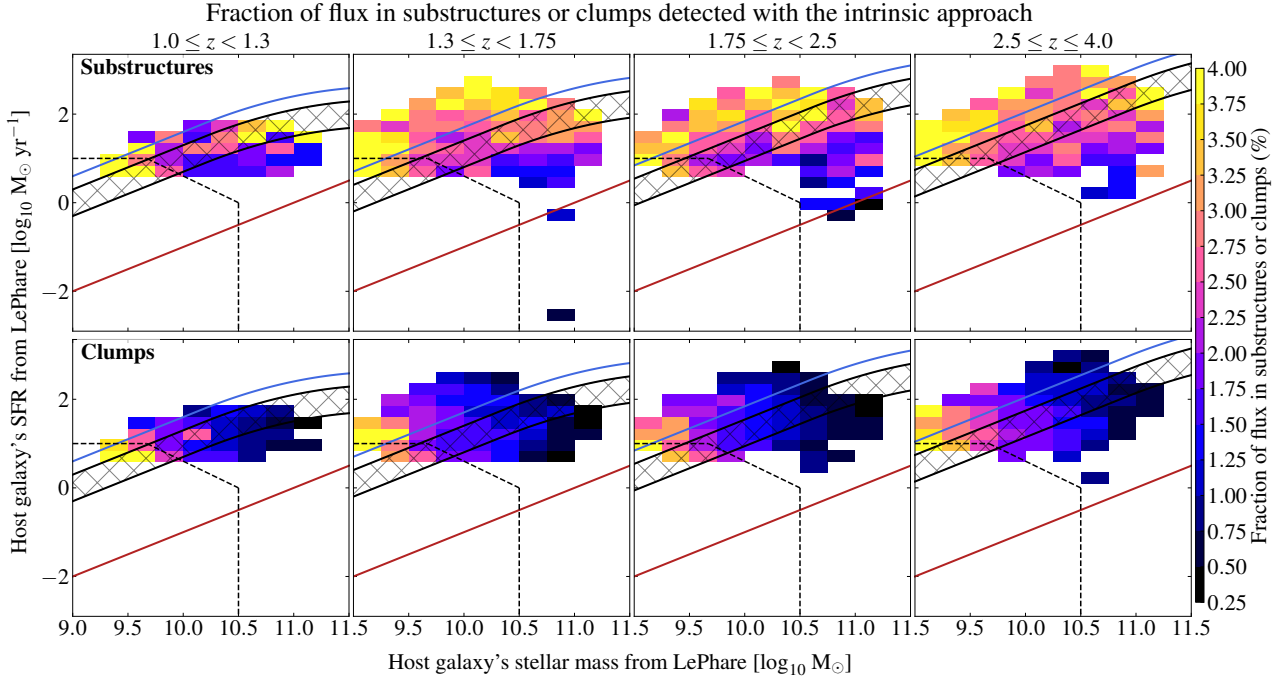 Fraction of flux in substructures or clumps detected with the intrinsic approach
1.0 ≤ z < 1.3
1.3 ≤ z < 1.75
1.75 ≤ z < 2.5
2.5 ≤ z ≤ 4.0
Substructures
2
0
−2
Clumps
2
0
−2
9.0 9.5 10.0 10.5 11.0 11.5 9.5 10.0 10.5 11.0 11.5 9.5 10.0 10.5 11.0 11.5 9.5 10.0 10.5 11.0 11.5
Host galaxy's stellar mass from LePhare [log₁₀ M⊙]
Host galaxy's SFR from LePhare [log₁₀ M⊙ yr⁻¹]
4.00
3.75
3.50
3.25
3.00
2.75
2.50
2.25
2.00
1.75
1.50
1.25
1.00
0.75
0.50
0.25
Fraction of flux in substructures or clumps (%)